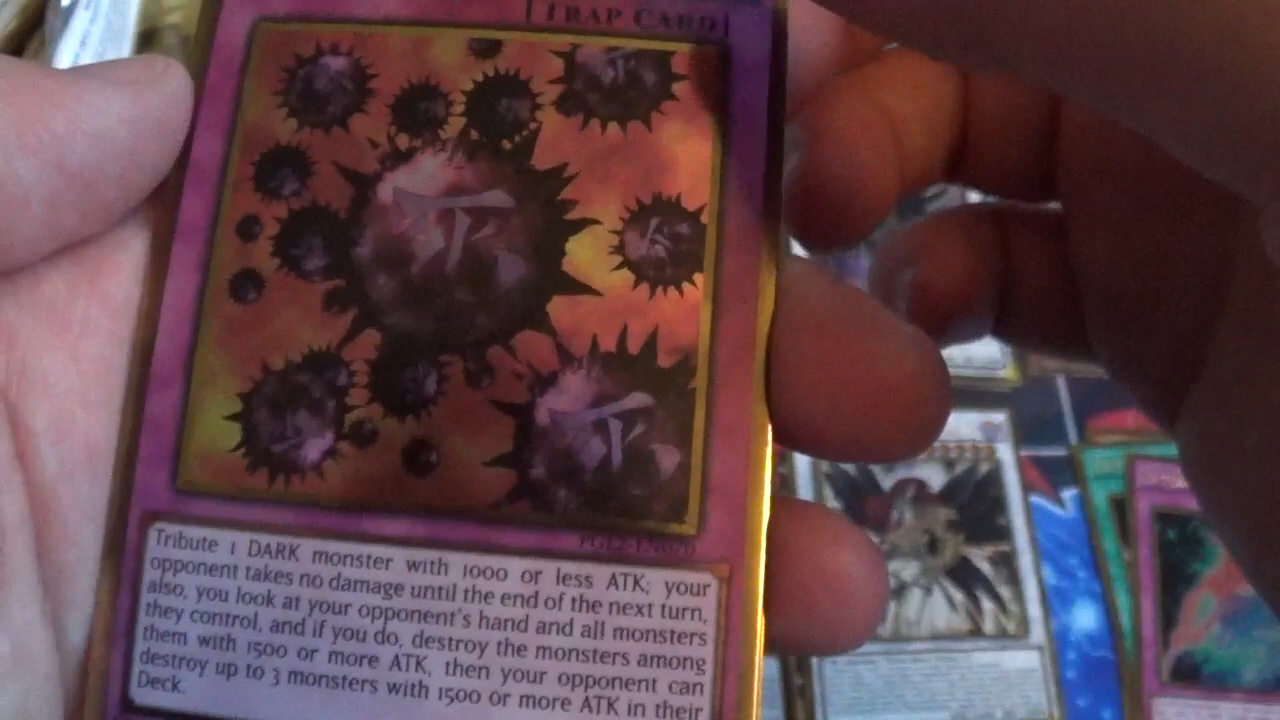 [TRAP CARD]
PGL2-EN070
Tribute 1 DARK monster with 1000 or less ATK; your
opponent takes no damage until the end of the next turn,
also, you look at your opponent's hand and all monsters
they control, and if you do, destroy the monsters among
them with 1500 or more ATK, then your opponent can
destroy up to 3 monsters with 1500 or more ATK in their
Deck.